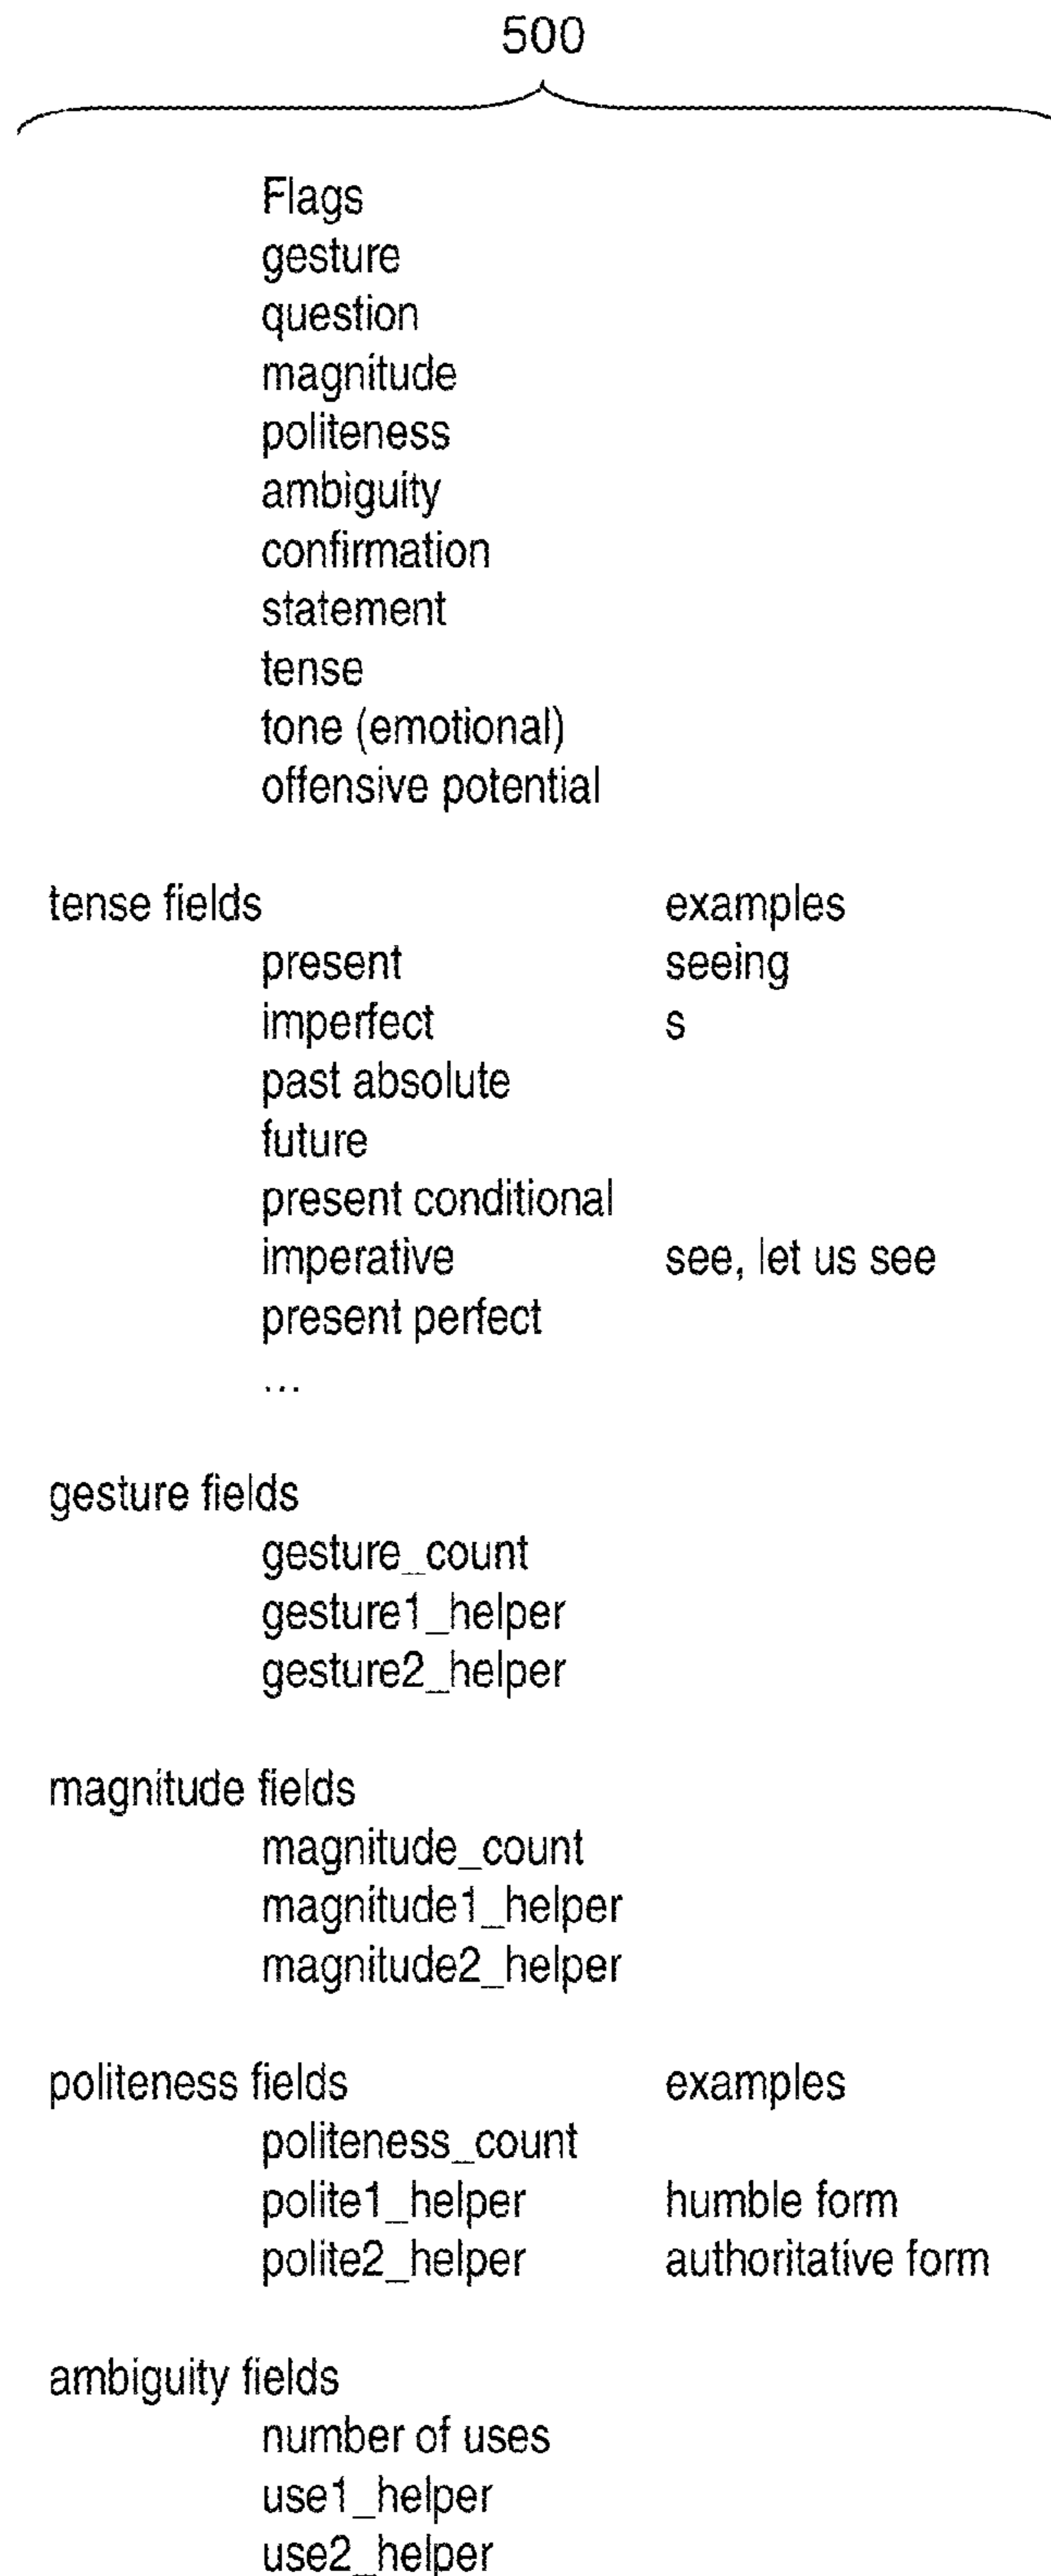 500
Flags
gesture
question
magnitude
politeness
ambiguity
confirmation
statement
tense
tone (emotional)
offensive potential
tense fields examples
present seeing
imperfect s
past absolute
future
present conditional
imperative see, let us see
present perfect
...
gesture fields
gesture_count
gesture1_helper
gesture2_helper
magnitude fields
magnitude_count
magnitude1_helper
magnitude2_helper
politeness fields examples
politeness_count
polite1_helper humble form
polite2_helper authoritative form
ambiguity fields
number of uses
use1_helper
use2_helper